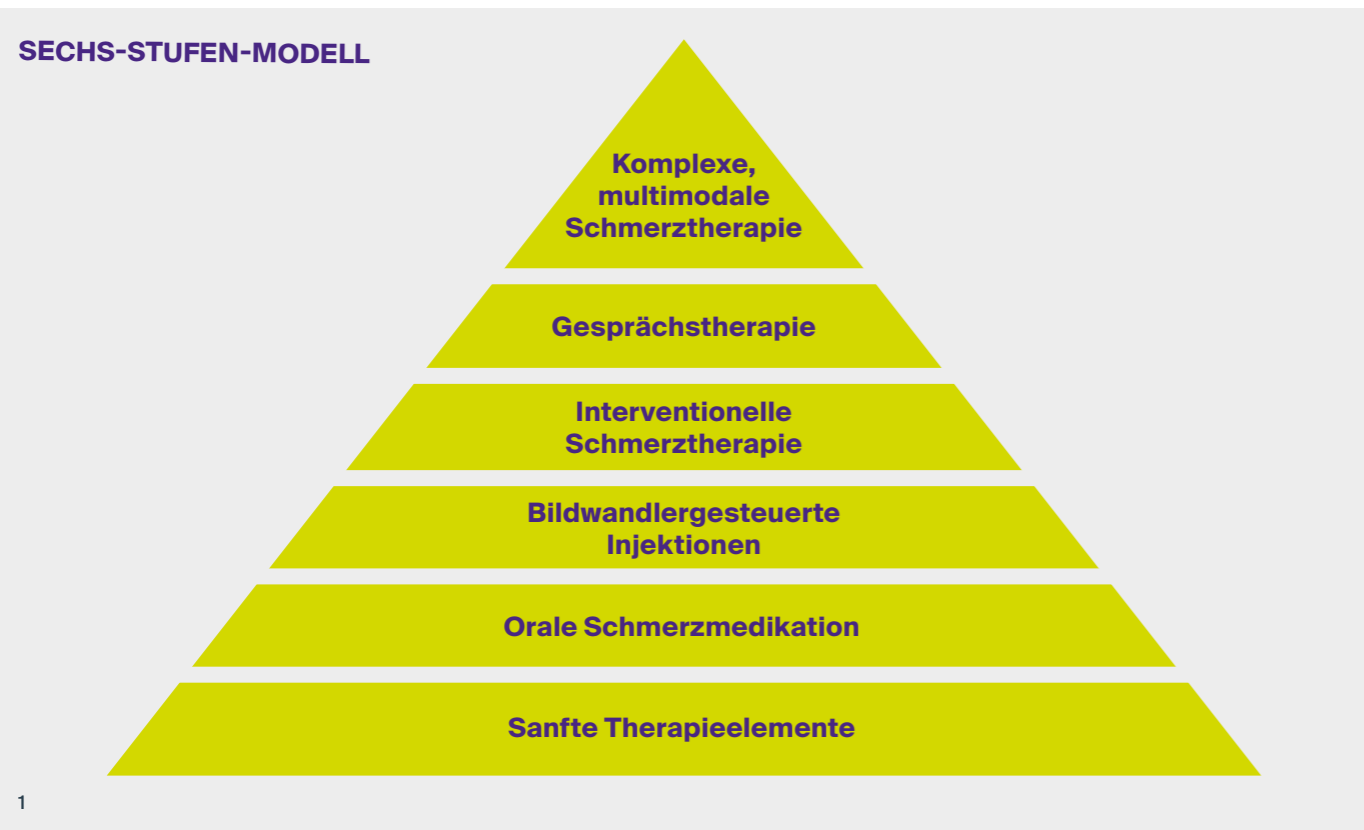 SECHS-STUFEN-MODELL
Komplexe,
multimodale
Schmerztherapie
Gesprächstherapie
Interventionelle
Schmerztherapie
Bildwandlergesteuerte
Injektionen
Orale Schmerzmedikation
Sanfte Therapieelemente
1